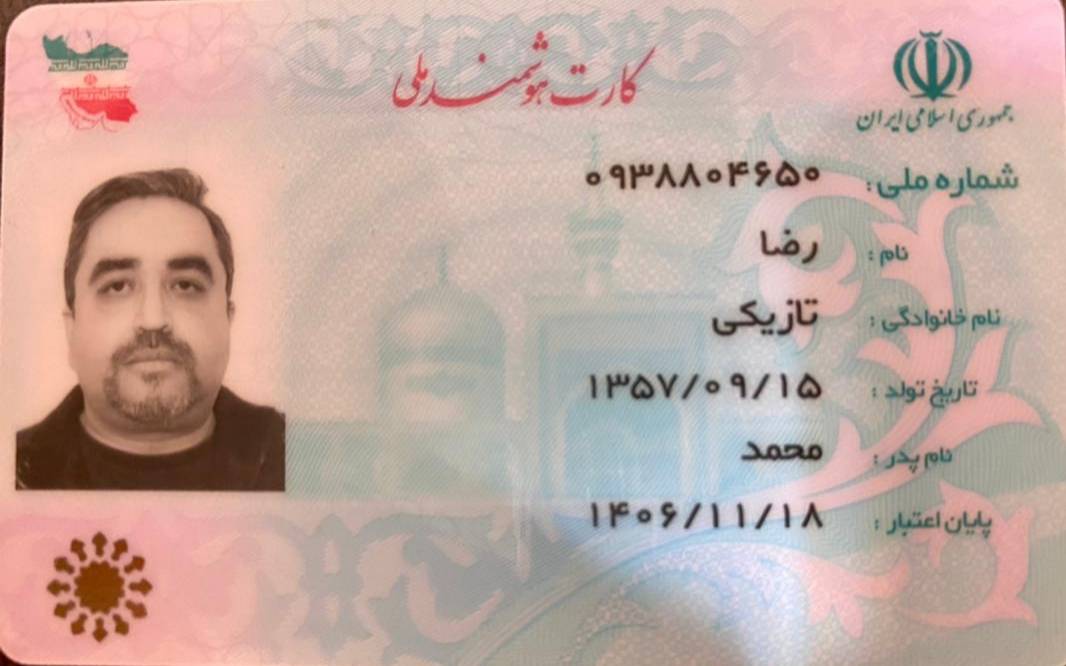 کارت هوشمند ملی
جمهوری اسلامی ایران
شماره ملی: ۰۹۳۸۸۰۴۶۵۰
نام: رضا
نام خانوادگی: تازیکی
تاریخ تولد: ۱۳۵۷/۰۹/۱۵
نام پدر: محمد
پایان اعتبار: ۱۴۰۶/۱۱/۱۸